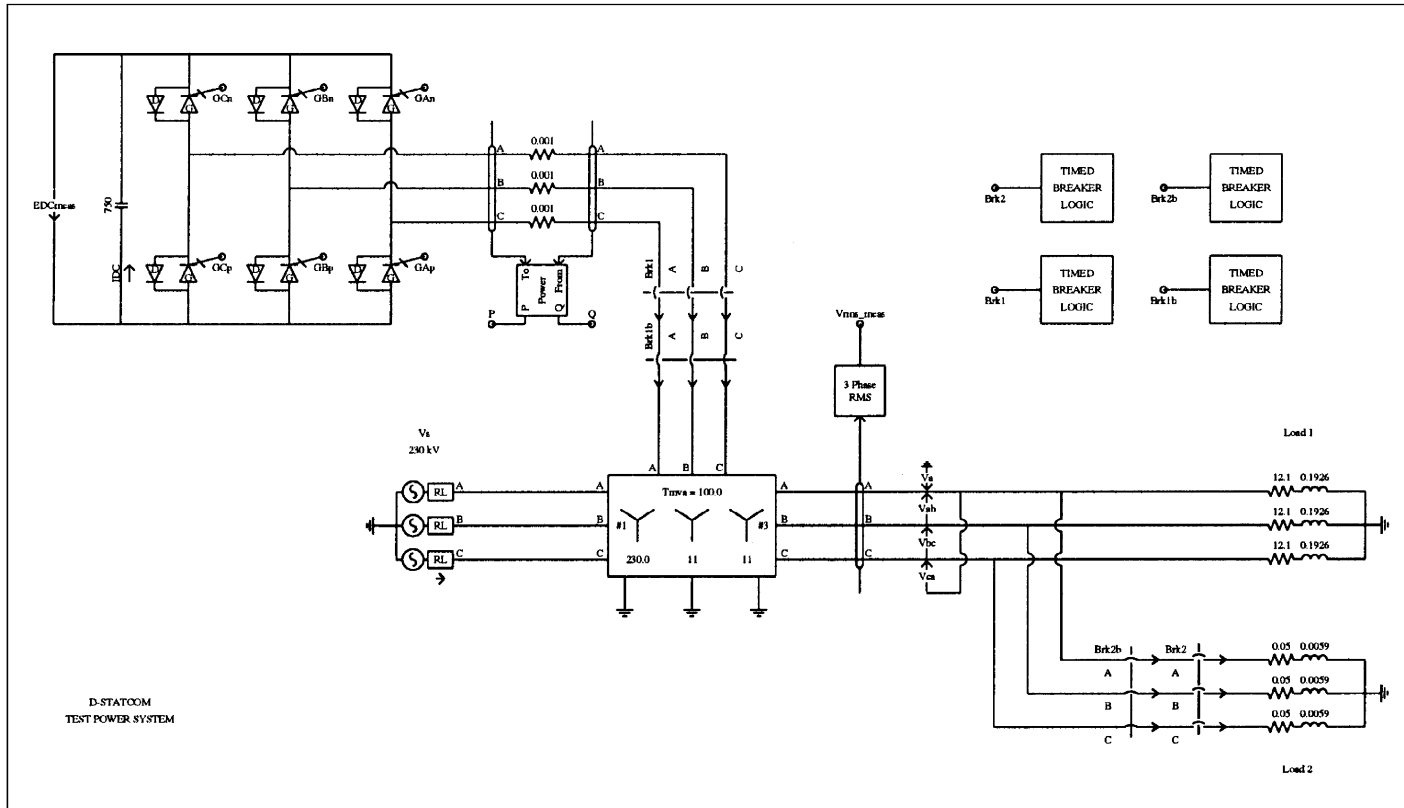 GCn
GBn
GAn
D
G
D
G
D
G
0.001
A
A
0.001
B
B
0.001
C
C
EDCmeas
750
IDC
GCp
GBp
GAp
D
G
D
G
D
G
To
From
Power
P
Q
P
Q
Brk1
A
B
C
Brk1b
A
B
C
TIMED
BREAKER
LOGIC
Brk2
TIMED
BREAKER
LOGIC
Brk2b
TIMED
BREAKER
LOGIC
Brk1
TIMED
BREAKER
LOGIC
Brk1b
Vrms_meas
3 Phase
RMS
Vs
230 kV
RL
A
RL
B
RL
C
A
B
C
A
B
C
Tmva = 100.0
#1
#3
230.0
11
11
A
B
C
A
B
C
Va
Vab
Vbc
Vca
Load 1
12.1
0.1926
12.1
0.1926
12.1
0.1926
Brk2b
Brk2
A
A
B
B
C
C
0.05
0.0059
0.05
0.0059
0.05
0.0059
Load 2
D-STATCOM
TEST POWER SYSTEM